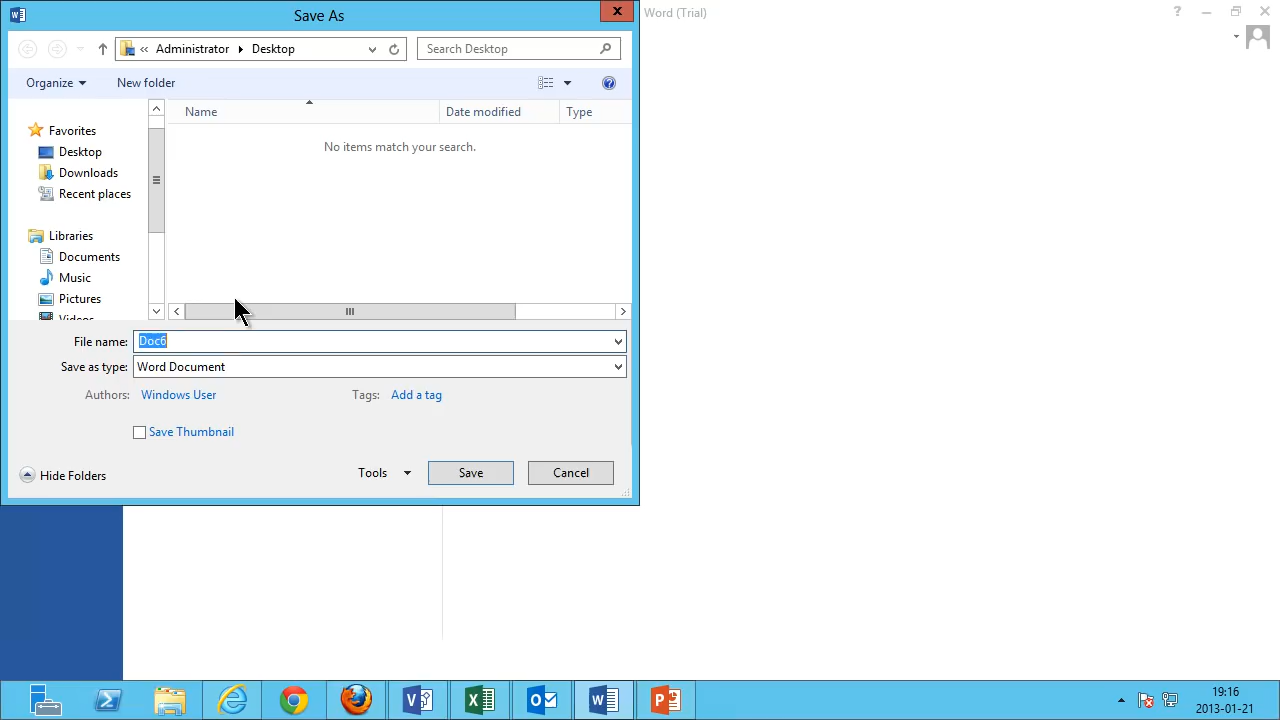 Save As
Word (Trial)
«
Administrator
Desktop
Search Desktop
Organize
New folder
Name
Date modified
Type
No items match your search.
Favorites
Desktop
Downloads
Recent places
Libraries
Documents
Music
Pictures
Videos
File name:
Doc6
Save as type:
Word Document
Authors:
Windows User
Tags:
Add a tag
Save Thumbnail
Hide Folders
Tools
Save
Cancel
19:16
2013-01-21